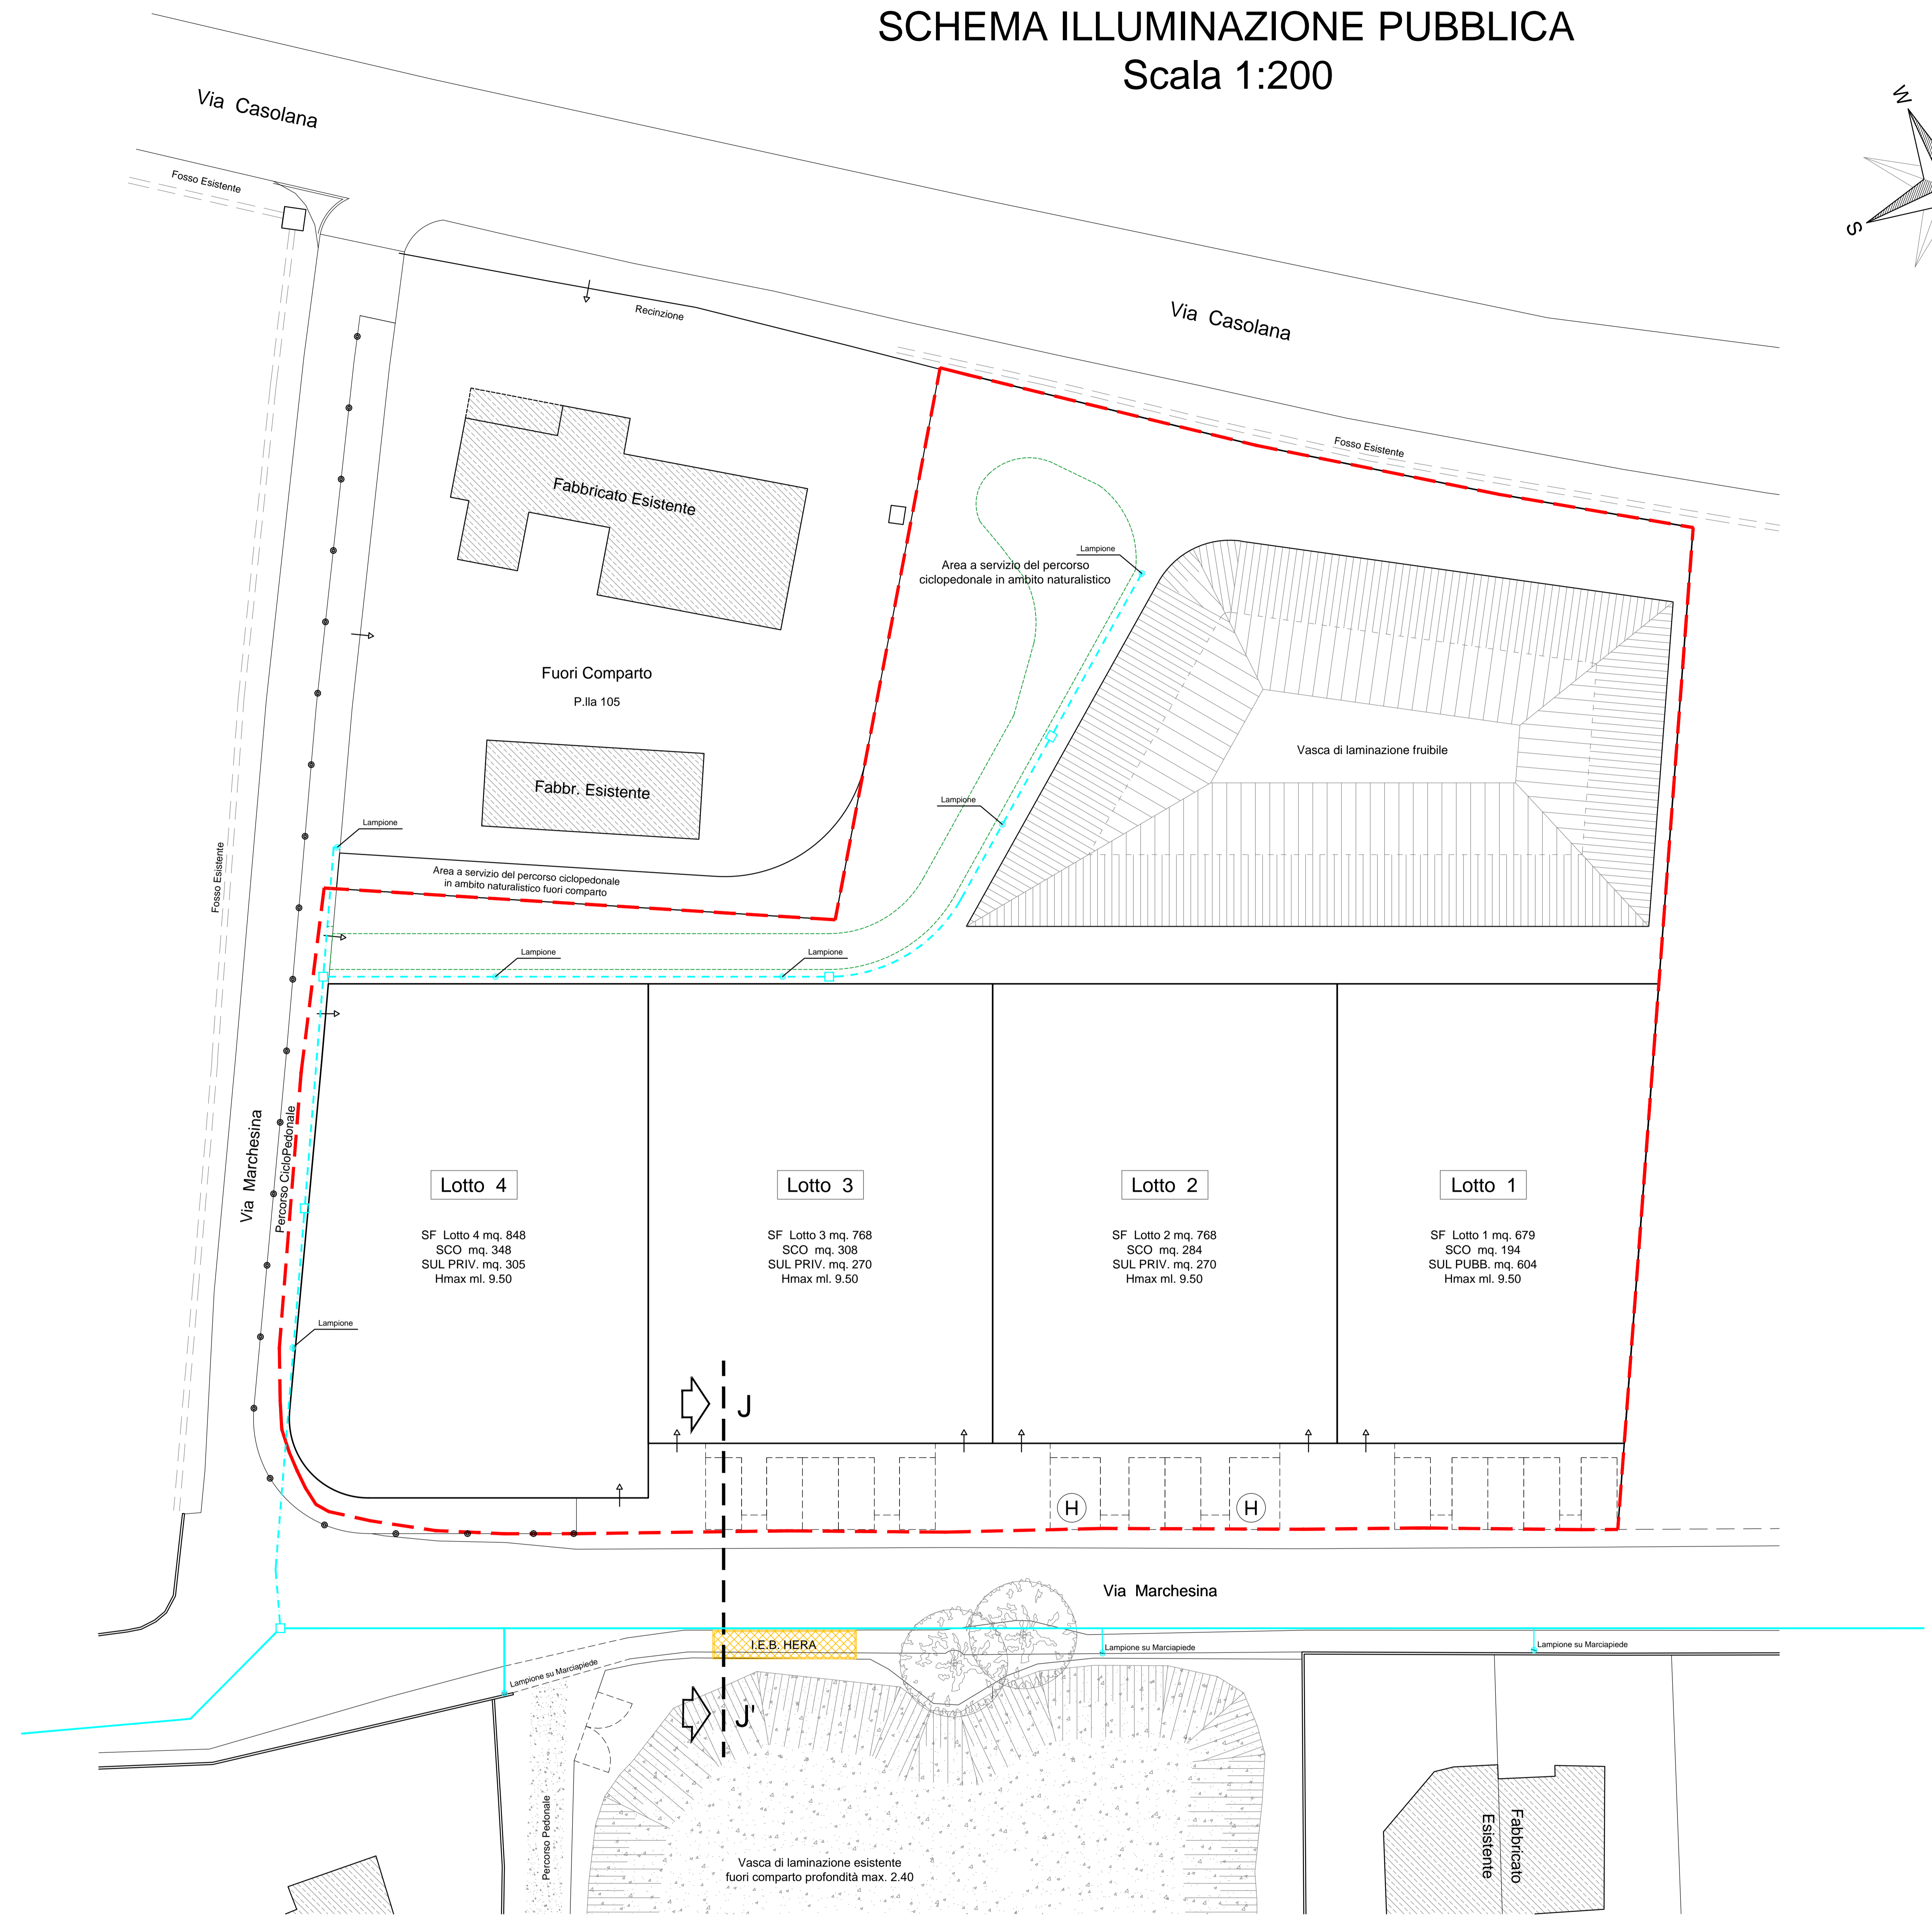 SCHEMA ILLUMINAZIONE PUBBLICA
Scala 1:200
Via Casolana
W
S
Fosso Esistente
Recinzione
Via Casolana
Fosso Esistente
Fabbricato Esistente
Lampione
Area a servizio del percorso
ciclopedonale in ambito naturalistico
Fuori Comparto
P.lla 105
Vasca di laminazione fruibile
Fabbr. Esistente
Lampione
Lampione
Fosso Esistente
Area a servizio del percorso ciclopedonale
in ambito naturalistico fuori comparto
Lampione
Lampione
Via Marchesina
Percorso CicloPedonale
Lotto 4
SF Lotto 4 mq. 848
SCO mq. 348
SUL PRIV. mq. 305
Hmax ml. 9.50
Lotto 3
SF Lotto 3 mq. 768
SCO mq. 308
SUL PRIV. mq. 270
Hmax ml. 9.50
Lotto 2
SF Lotto 2 mq. 768
SCO mq. 284
SUL PRIV. mq. 270
Hmax ml. 9.50
Lotto 1
SF Lotto 1 mq. 679
SCO mq. 194
SUL PUBB. mq. 604
Hmax ml. 9.50
Lampione
J
H
H
Via Marchesina
I.E.B. HERA
Lampione su Marciapiede
Lampione su Marciapiede
Lampione su Marciapiede
J'
Percorso Pedonale
Vasca di laminazione esistente
fuori comparto profondità max. 2.40
Fabbricato
Esistente